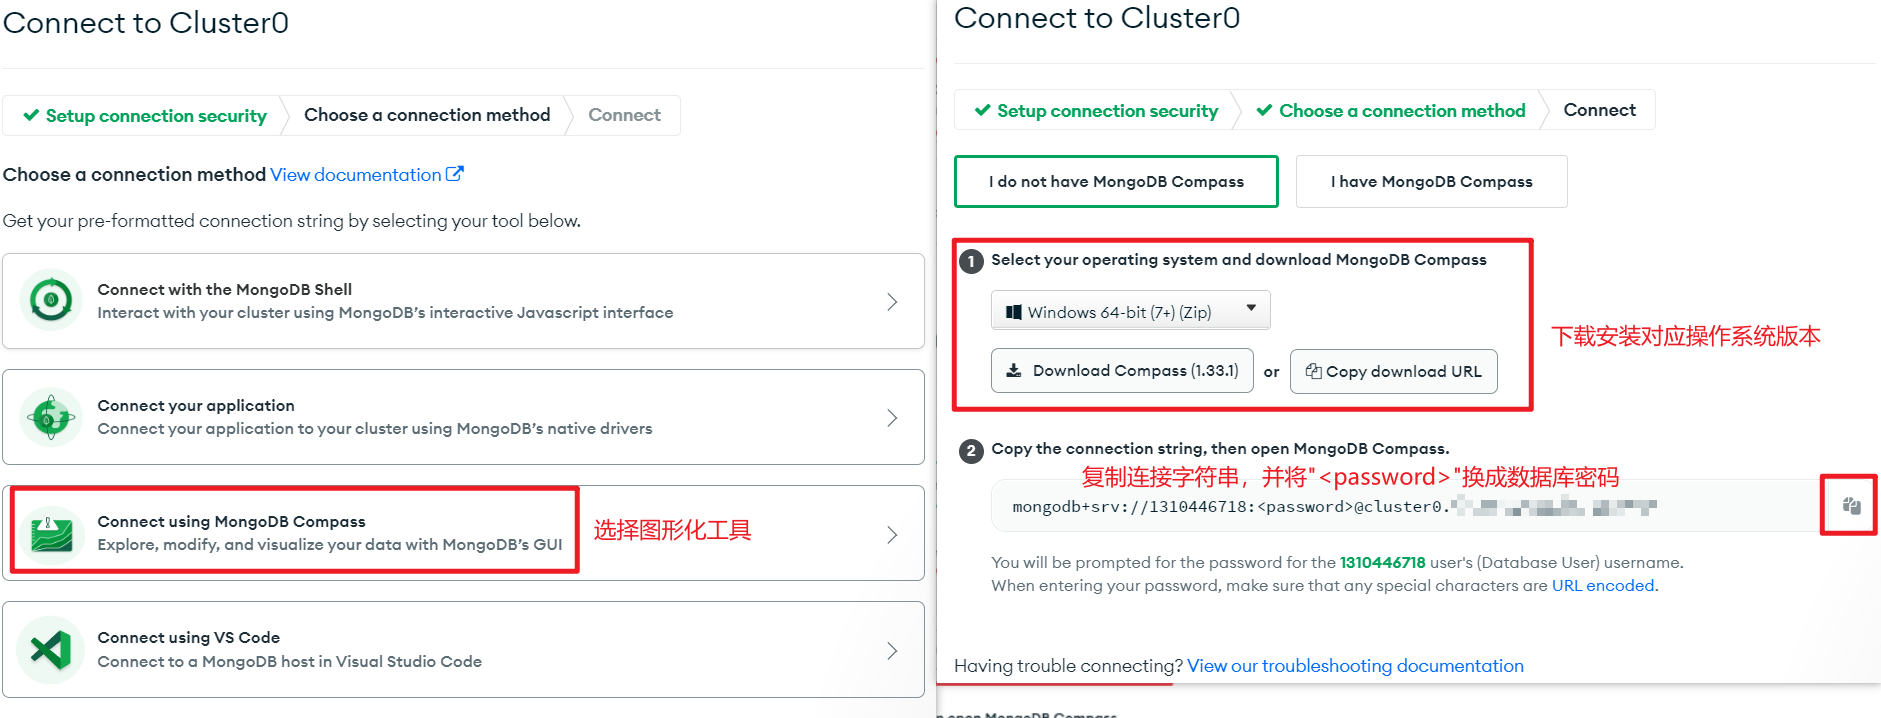 Connect to Cluster0
Setup connection security
Choose a connection method
Connect
Choose a connection method View documentation
Get your pre-formatted connection string by selecting your tool below.
Connect with the MongoDB Shell
Interact with your cluster using MongoDB's interactive Javascript interface
Connect your application
Connect your application to your cluster using MongoDB's native drivers
Connect using MongoDB Compass
Explore, modify, and visualize your data with MongoDB's GUI
选择图形化工具
Connect using VS Code
Connect to a MongoDB host in Visual Studio Code
Connect to Cluster0
Setup connection security
Choose a connection method
Connect
I do not have MongoDB Compass
I have MongoDB Compass
1 Select your operating system and download MongoDB Compass
Windows 64-bit (7+) (Zip)
Download Compass (1.33.1) or Copy download URL
下载安装对应操作系统版本
2 Copy the connection string, then open MongoDB Compass.
复制连接字符串，并将"<password>"换成数据库密码
mongodb+srv://1310446718:<password>@cluster0.
You will be prompted for the password for the 1310446718 user's (Database User) username.
When entering your password, make sure that any special characters are URL encoded.
Having trouble connecting? View our troubleshooting documentation